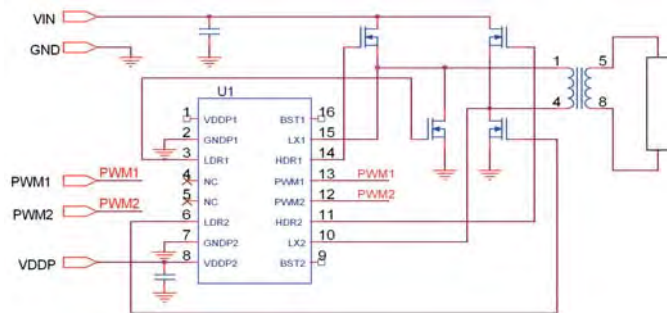 VIN
GND
U1
1 VDDP1 BST1 16
2 GNDP1 LX1 15
3 LDR1 HDR1 14
PWM1 PWM1 4 NC PWM1 13 PWM1
5 NC PWM2 12 PWM2
PWM2 PWM2 6 LDR2 HDR2 11
7 GNDP2 LX2 10
VDDP 8 VDDP2 BST2 9
1 5
4 8